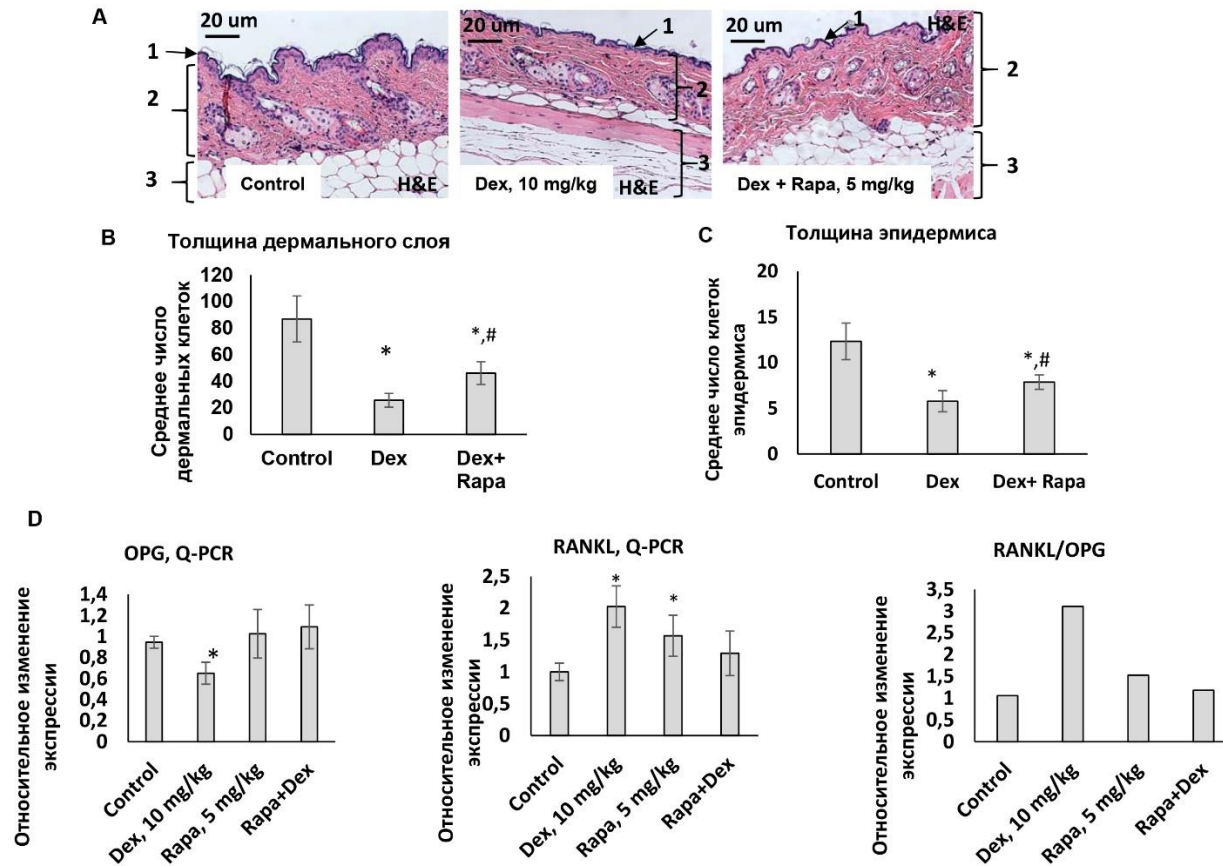 A
20 um
1
20 um
1
20 um
1
H&E
1
2
3
Control
H&E
2
3
Dex, 10 mg/kg
H&E
2
3
Dex + Rapa, 5 mg/kg
B
Толщина дермального слоя
Среднее число
дермальных клеток
120
100
80
60
40
20
0
*
*,#
Control
Dex
Dex+
Rapa
C
Толщина эпидермиса
Среднее число клеток
эпидермиса
20
15
10
5
0
*
*,#
Control
Dex
Dex+ Rapa
D
OPG, Q-PCR
Относительное изменение
экспрессии
1,4
1,2
1
0,8
0,6
0,4
0,2
0
*
Control
Dex, 10 mg/kg
Rapa, 5 mg/kg
Rapa+Dex
RANKL, Q-PCR
Относительное изменение
экспрессии
2,5
2
1,5
1
0,5
0
*
*
Control
Dex, 10 mg/kg
Rapa, 5 mg/kg
Rapa+Dex
RANKL/OPG
Относительное изменение
экспрессии
3,5
3
2,5
2
1,5
1
0,5
0
Control
Dex, 10 mg/kg
Rapa, 5 mg/kg
Rapa+Dex